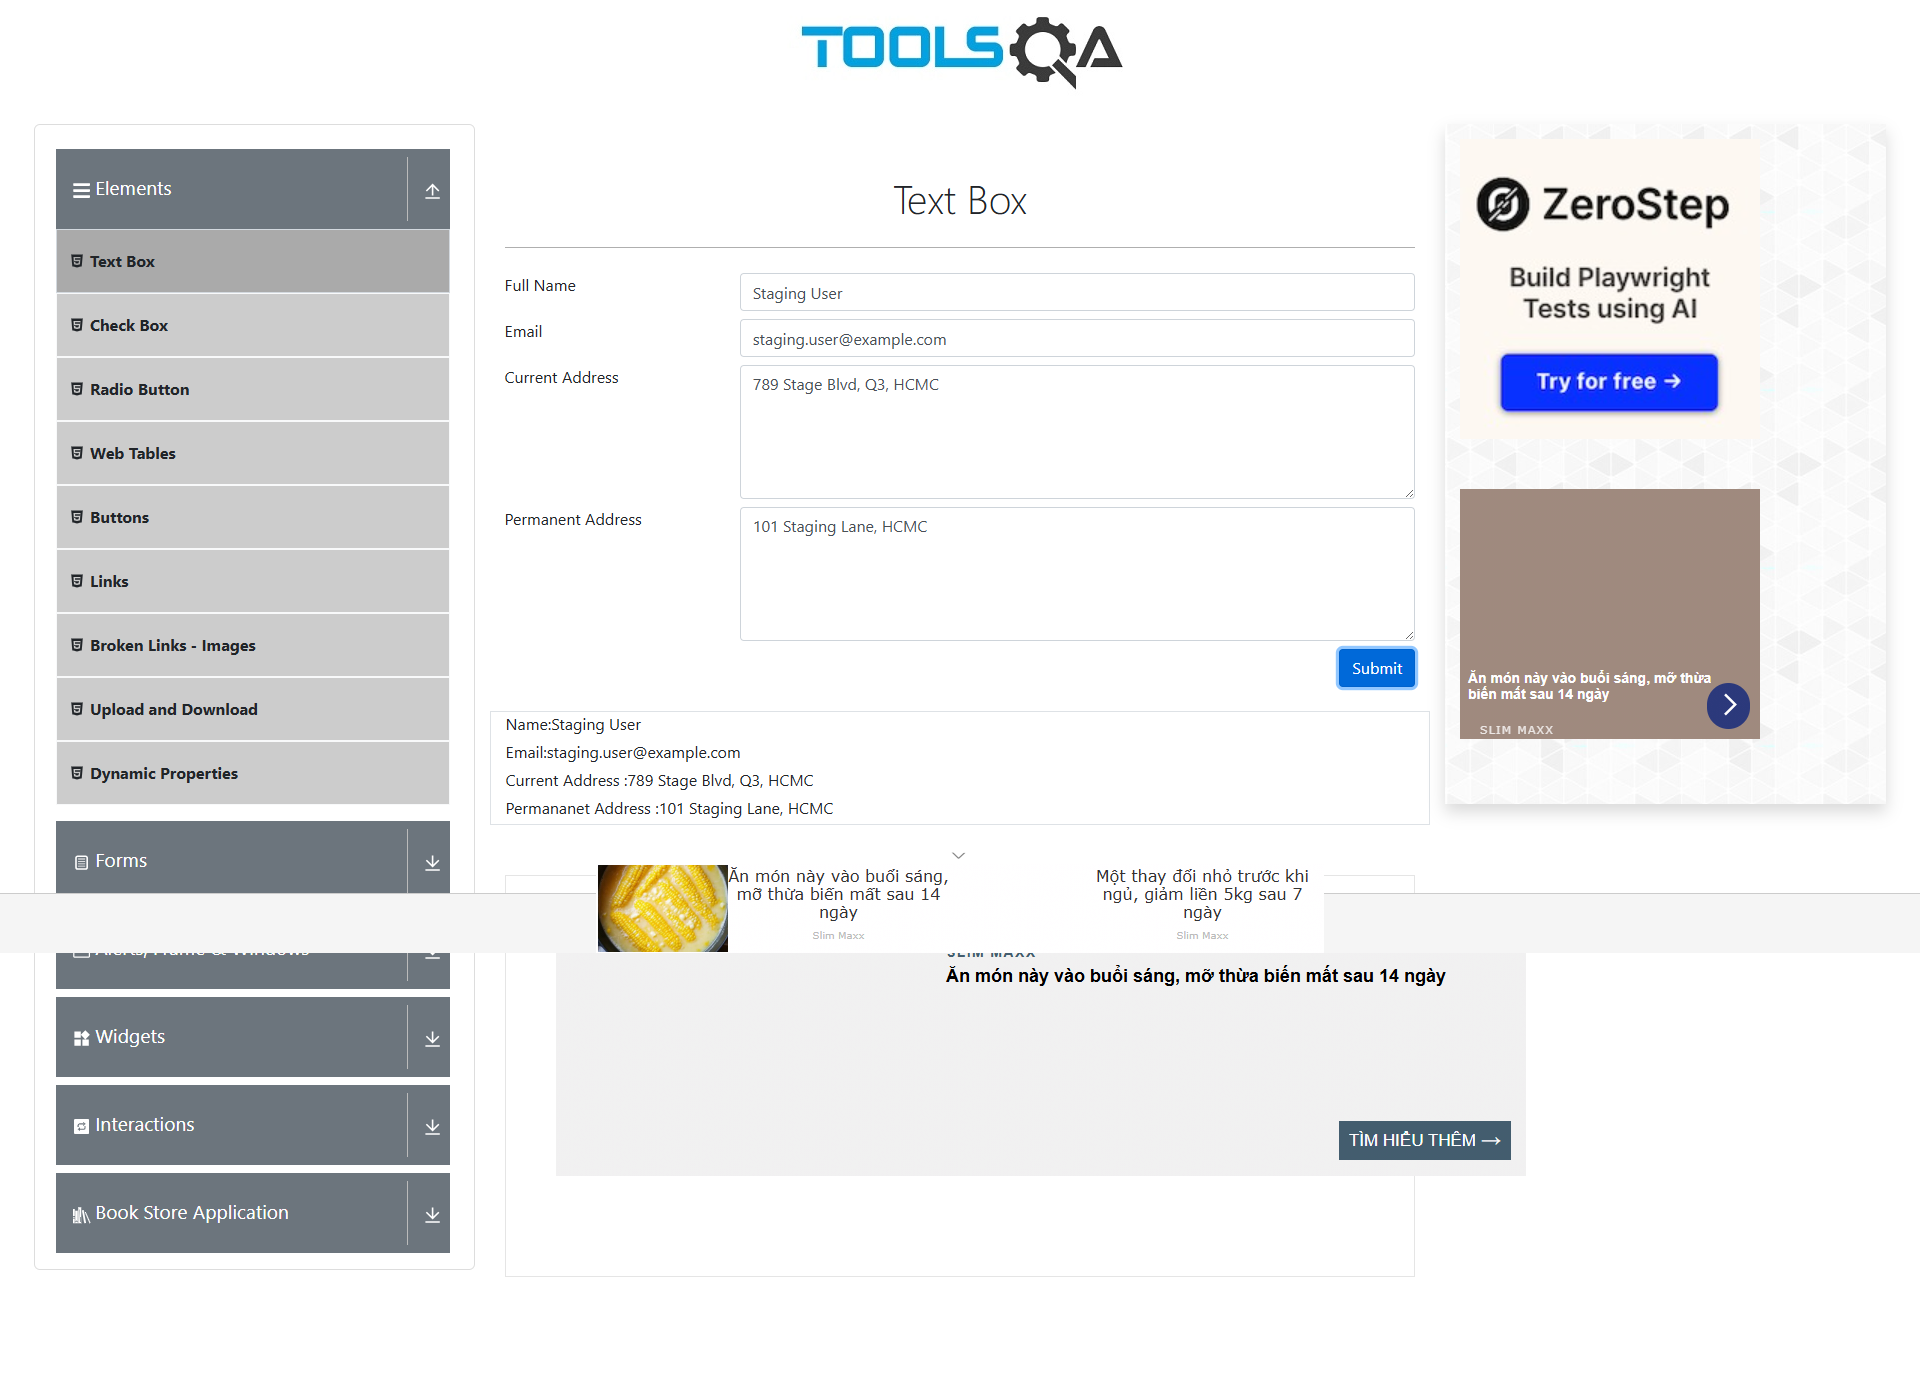 TOOLSQA
Elements
Text Box
Check Box
Radio Button
Web Tables
Buttons
Links
Broken Links - Images
Upload and Download
Dynamic Properties
Forms
Alerts, Frame & Windows
Widgets
Interactions
Book Store Application
Text Box
Full Name
Staging User
Email
staging.user@example.com
Current Address
789 Stage Blvd, Q3, HCMC
Permanent Address
101 Staging Lane, HCMC
Submit
Name:Staging User
Email:staging.user@example.com
Current Address :789 Stage Blvd, Q3, HCMC
Permananet Address :101 Staging Lane, HCMC
Ăn món này vào buổi sáng,
mỡ thừa biến mất sau 14
ngày
Slim Maxx
Một thay đổi nhỏ trước khi
ngủ, giảm liền 5kg sau 7
ngày
Slim Maxx
SLIM MAXX
Ăn món này vào buổi sáng, mỡ thừa biến mất sau 14 ngày
TÌM HIỂU THÊM →
ZeroStep
Build Playwright
Tests using AI
Try for free →
Ăn món này vào buổi sáng, mỡ thừa
biến mất sau 14 ngày
SLIM MAXX